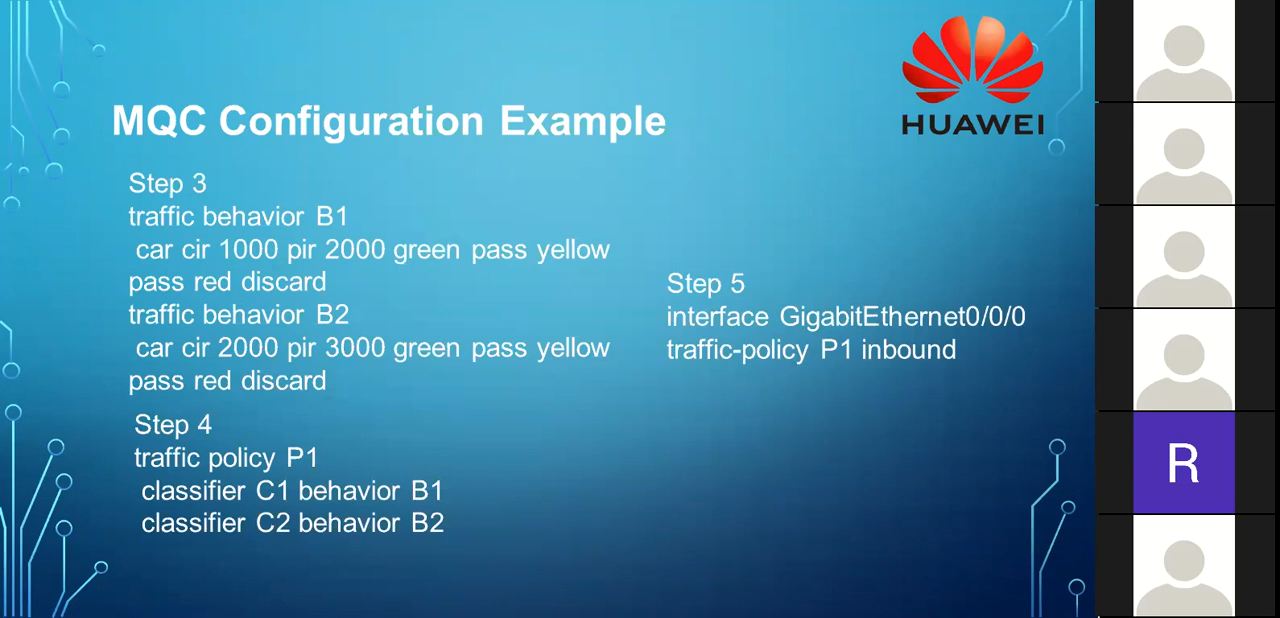 HUAWEI
MQC Configuration Example
Step 3
traffic behavior B1
car cir 1000 pir 2000 green pass yellow
pass red discard
traffic behavior B2
car cir 2000 pir 3000 green pass yellow
pass red discard
Step 4
traffic policy P1
classifier C1 behavior B1
classifier C2 behavior B2
Step 5
interface GigabitEthernet0/0/0
traffic-policy P1 inbound
R